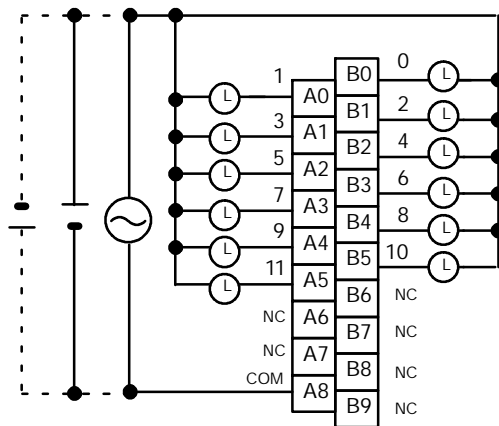 0
1 L A0 B0 L
2
3 L A1 B1 L
4
5 L A2 B2 L
6
7 L A3 B3 L
8
9 L A4 B4 L
10
11 L A5 B5 L
NC A6 B6 NC
NC A7 B7 NC
COM A8 B8 NC
B9 NC